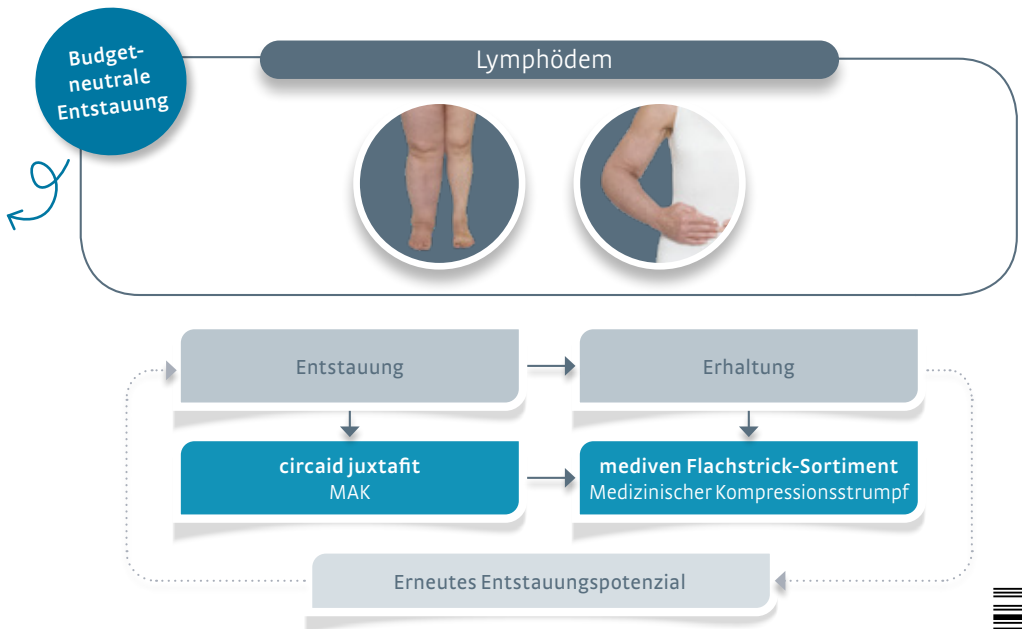 Budget-
neutrale
Entstauung
Lymphödem
Entstauung
Erhaltung
circaid juxtafit
MAK
mediven Flachstrick-Sortiment
Medizinischer Kompressionsstrumpf
Erneutes Entstauungspotenzial